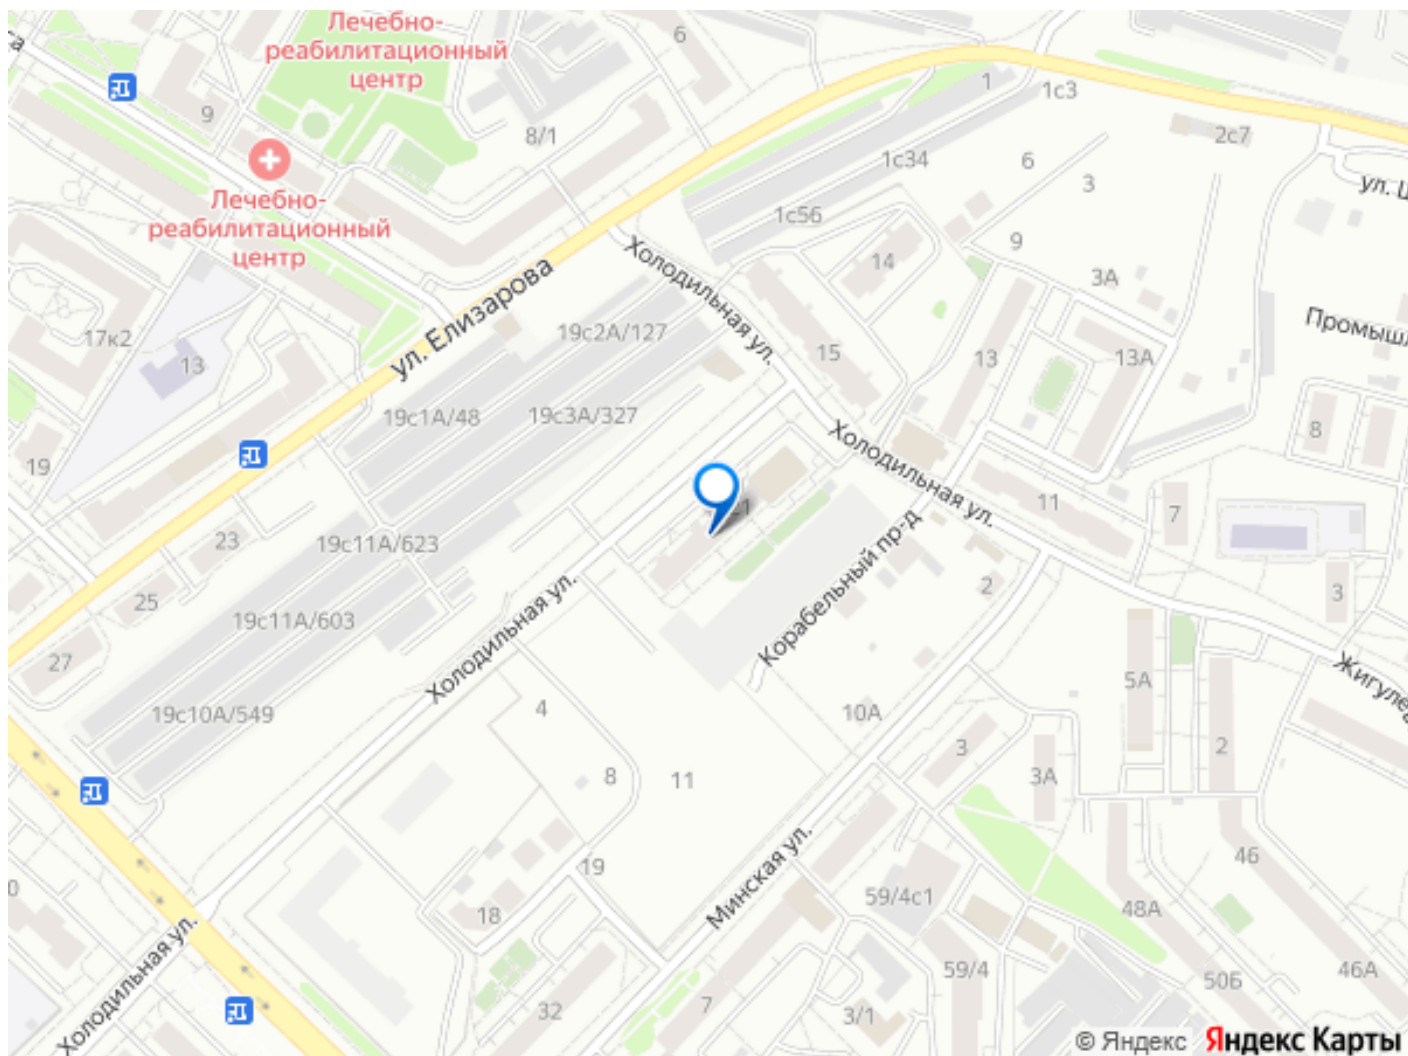 Лечебно-
реабилитационный
центр
6
1
1с3
9
8/1
2с7
1с34
6
3
ул. Ш
Лечебно-
реабилитационный
центр
1с56
9
Холодильная ул.
14
3А
ул. Елизарова
17к2
13
19с2А/127
15
13
13А
Промышл
19с1А/48
19с3А/327
8
19
Холодильная ул.
11
7
23
19с11А/623
Корабельный пр-д
2
3
25
19с11А/603
Холодильная ул.
27
5А
Жигулев
19с10А/549
4
10А
3
2
8
11
3А
Минская ул.
46
19
59/4с1
48А
18
Холодильная ул.
59/4
50Б
46А
32
7
3/1
© Яндекс Яндекс Карты